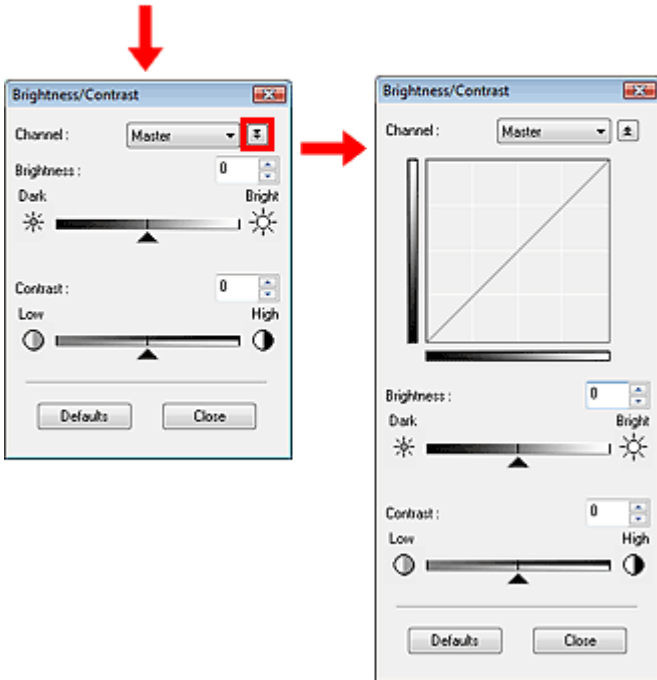 Brightness/Contrast
Channel : Master
Brightness : 0
Dark Bright
Contrast : 0
Low High
Defaults Close
Brightness/Contrast
Channel : Master
Brightness : 0
Dark Bright
Contrast : 0
Low High
Defaults Close